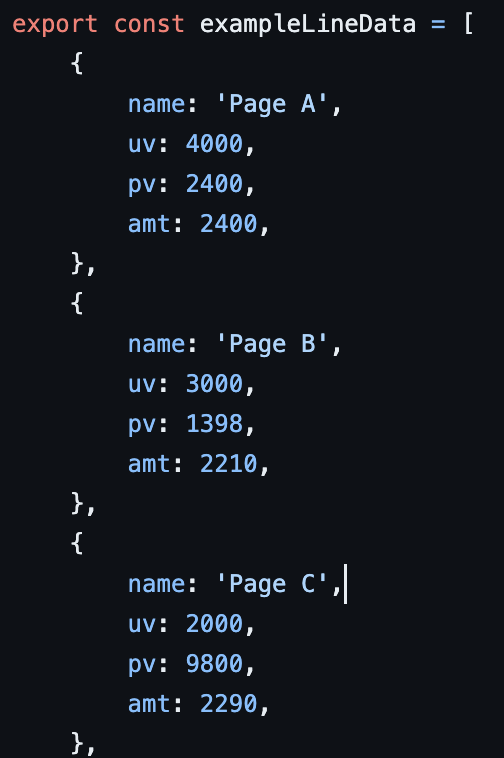 export const exampleLineData = [
    {
        name: 'Page A',
        uv: 4000,
        pv: 2400,
        amt: 2400,
    },
    {
        name: 'Page B',
        uv: 3000,
        pv: 1398,
        amt: 2210,
    },
    {
        name: 'Page C',
        uv: 2000,
        pv: 9800,
        amt: 2290,
    },